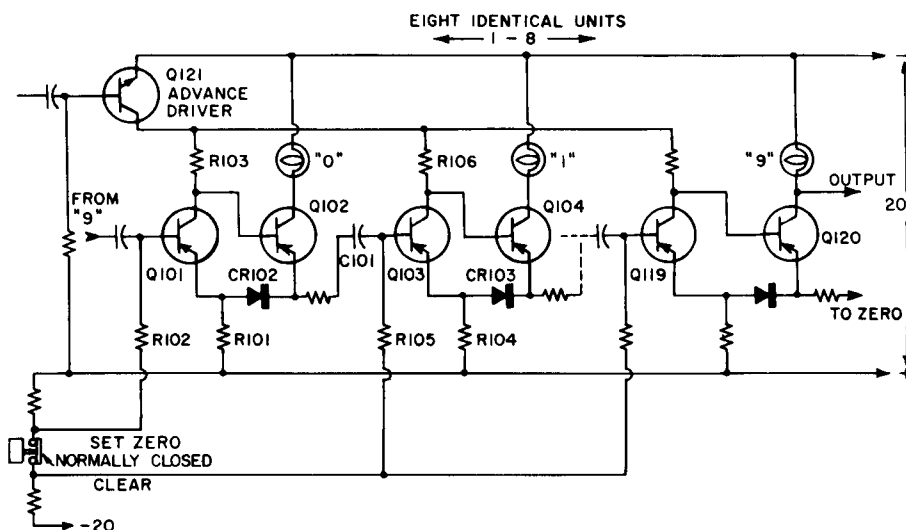 EIGHT IDENTICAL UNITS
1 - 8
Q121
ADVANCE
DRIVER
R103
"0"
R106
"1"
"9"
OUTPUT
20
FROM
"9"
Q102
Q104
Q101
CR102
C101
Q103
CR103
Q119
Q120
TO ZERO
R102
R101
R105
R104
SET ZERO
NORMALLY CLOSED
CLEAR
-20